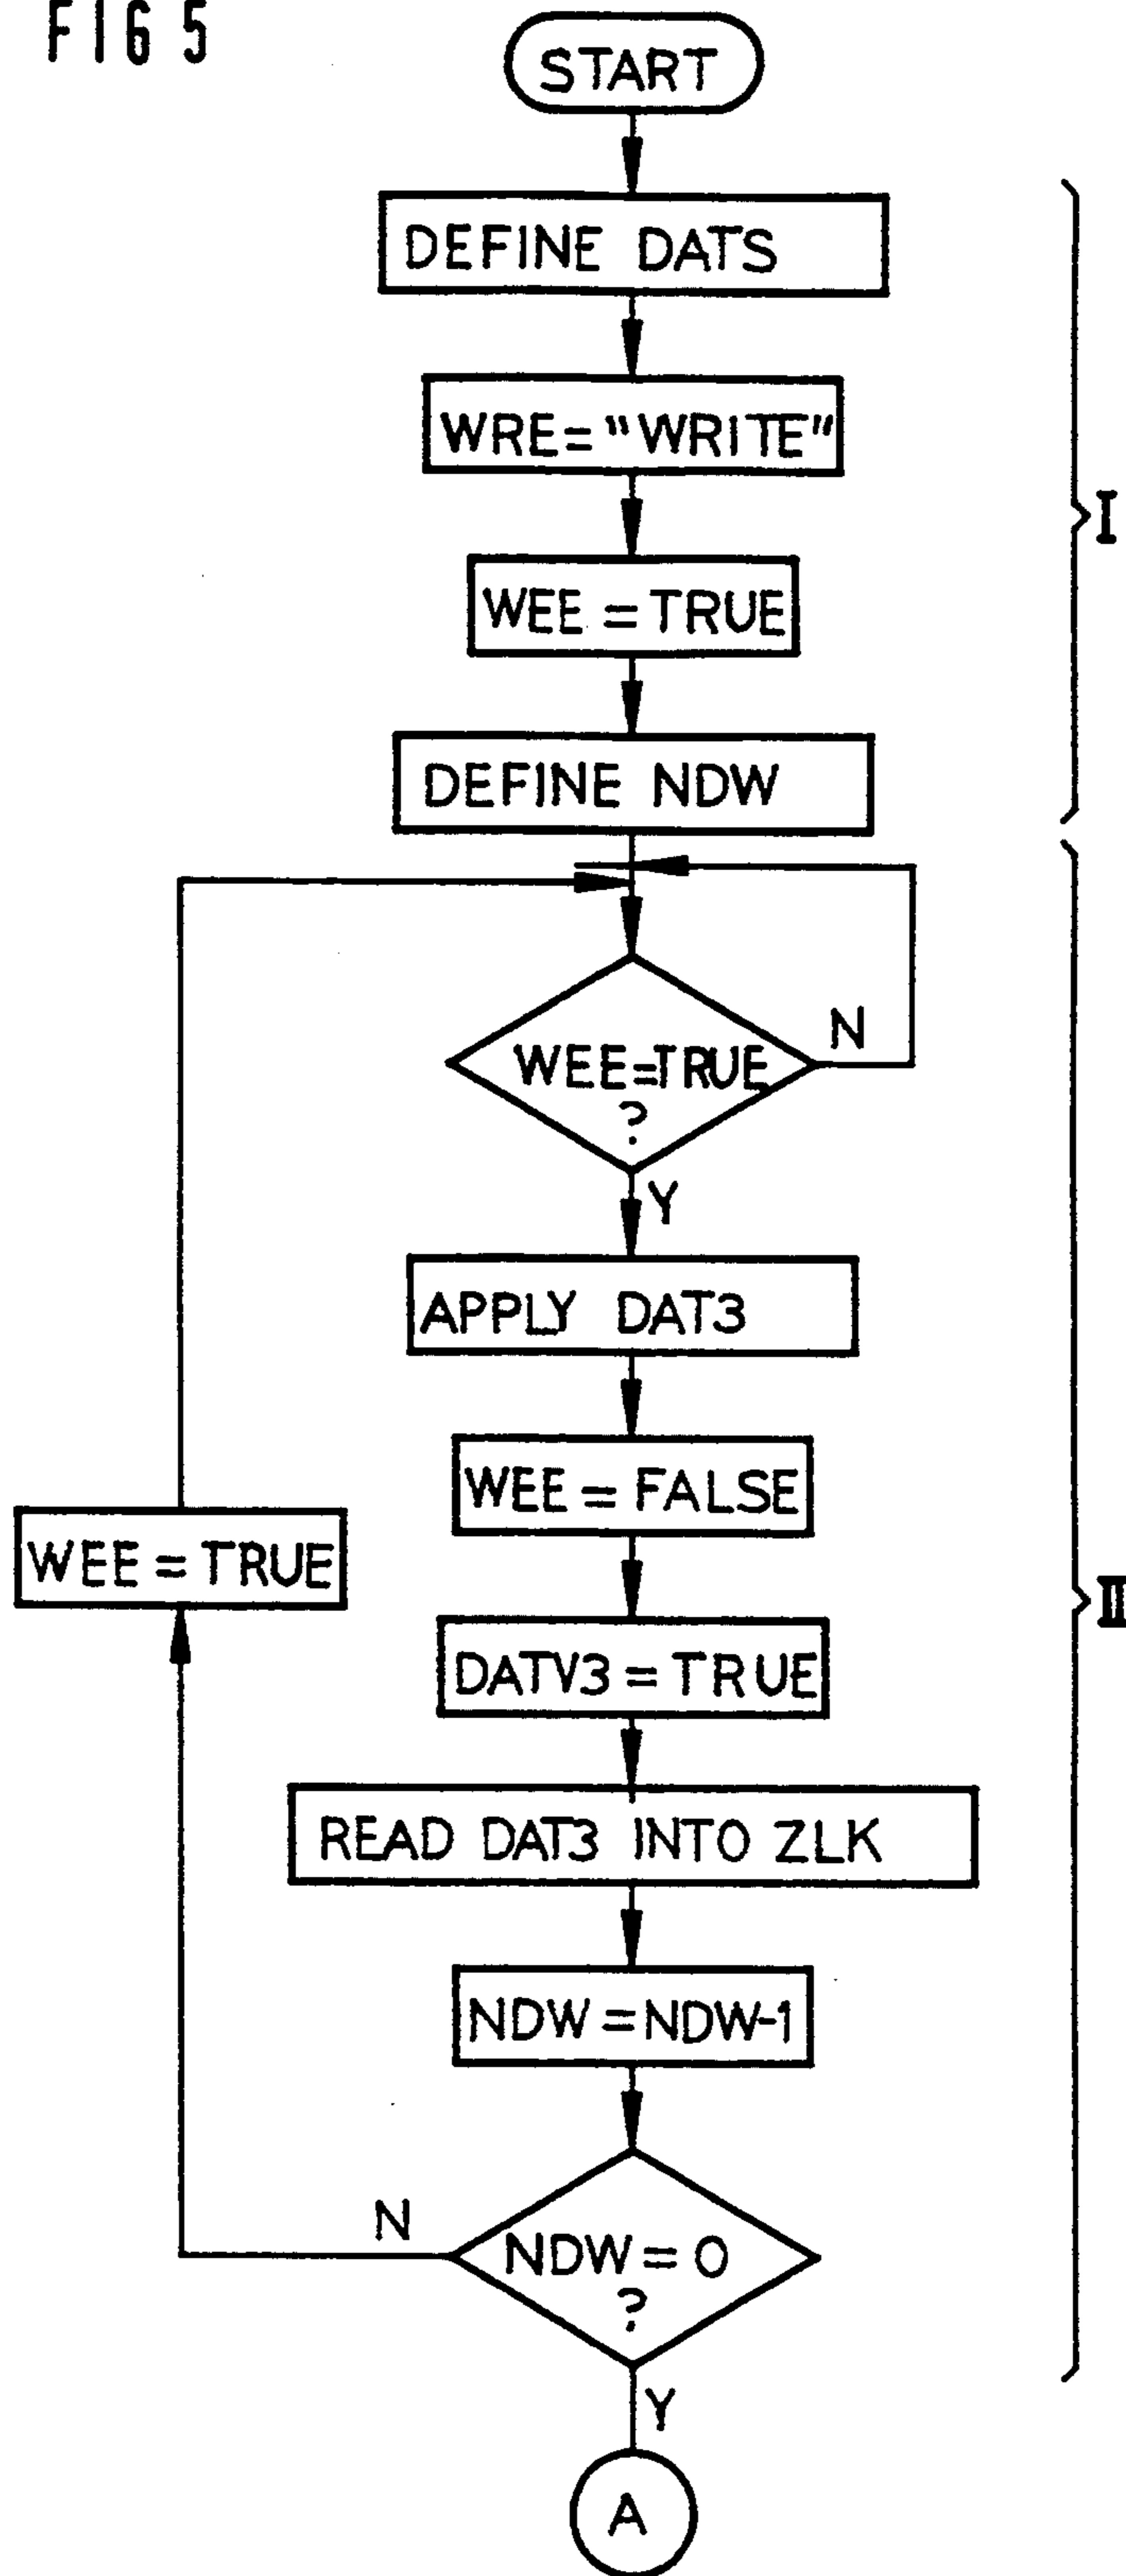 FIG 5
START
DEFINE DATS
WRE="WRITE"
I
WEE=TRUE
DEFINE NDW
N
WEE=TRUE
?
Y
APPLY DAT3
WEE=FALSE
WEE=TRUE
II
DATV3=TRUE
READ DAT3 INTO ZLK
NDW=NDW-1
N
NDW=0
?
Y
A